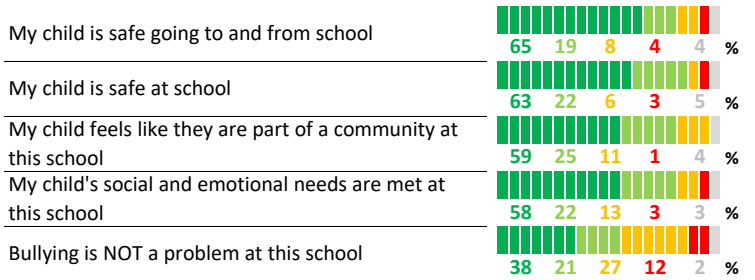 My child is safe going to and from school
65 19 8 4 4 %
My child is safe at school
63 22 6 3 5 %
My child feels like they are part of a community at
this school
59 25 11 1 4 %
My child's social and emotional needs are met at
this school
58 22 13 3 3 %
Bullying is NOT a problem at this school
38 21 27 12 2 %